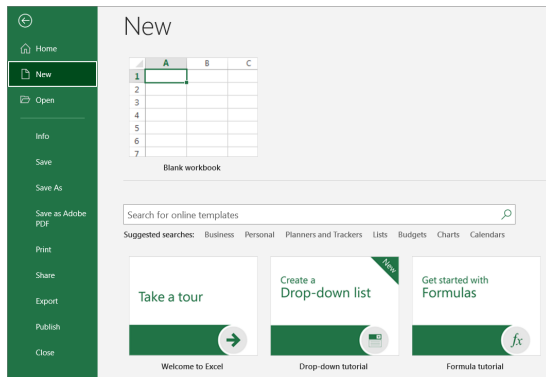 Home
New
Open
Info
Save
Save As
Save as Adobe
PDF
Print
Share
Export
Publish
Close
New
A B C
1
2
3
4
5
6
7
Blank workbook
Search for online templates
Suggested searches: Business Personal Planners and Trackers Lists Budgets Charts Calendars
Take a tour
Welcome to Excel
New
Create a
Drop-down list
Drop-down tutorial
Get started with
Formulas
fx
Formula tutorial